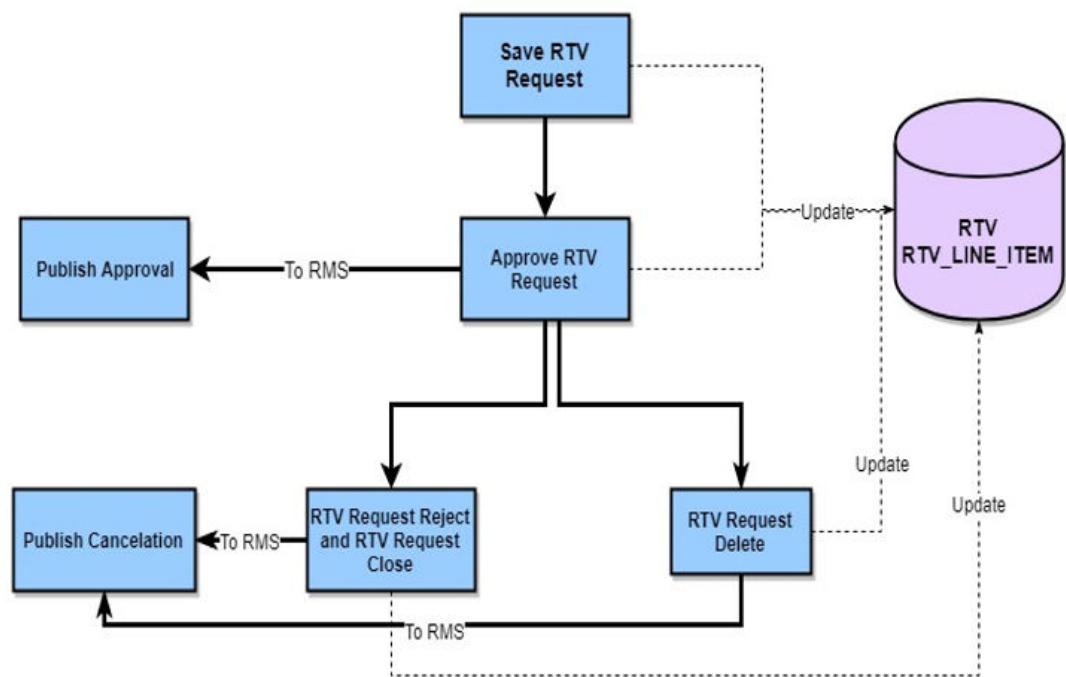 Save RTV
Request
Update
RTV
RTV_LINE_ITEM
Publish Approval
To RMS
Approve RTV
Request
Update
Update
Publish Cancelation
To RMS
RTV Request Reject
and RTV Request
Close
RTV Request
Delete
To RMS